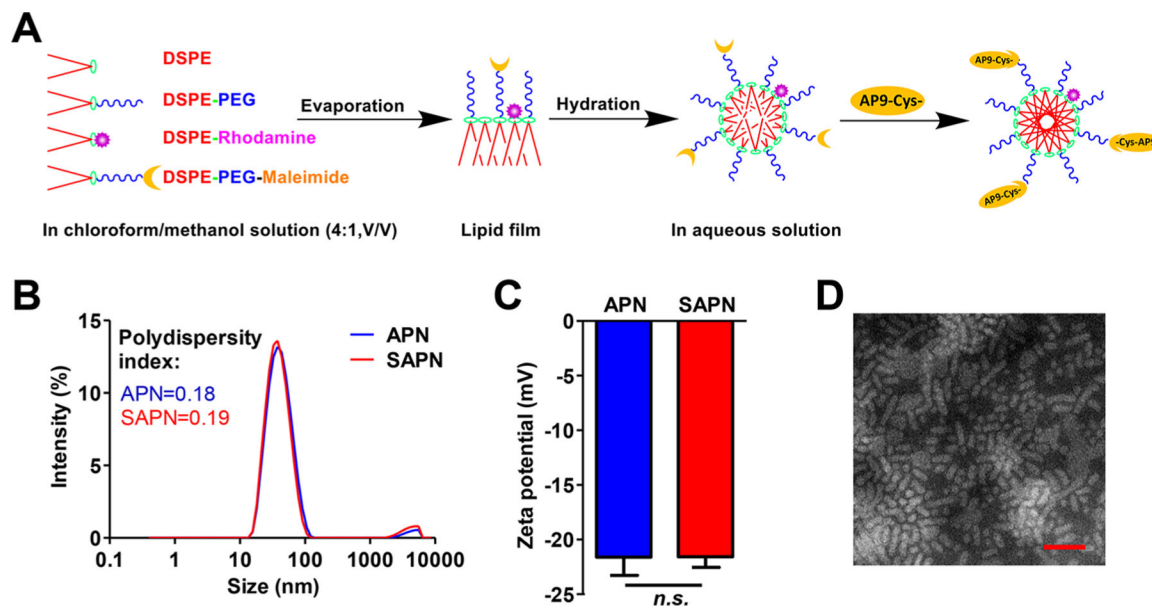 A
DSPE
DSPE-PEG
DSPE-Rhodamine
DSPE-PEG-Maleimide
In chloroform/methanol solution (4:1,V/V)
Evaporation
Lipid film
Hydration
In aqueous solution
AP9-Cys-
AP9-Cys-
-Cys-AP9
AP9-Cys-
B
Polydispersity
index:
APN=0.18
SAPN=0.19
APN
SAPN
Intensity (%)
15
10
5
0
0.1
1
10
100
1000
10000
Size (nm)
C
APN
SAPN
Zeta potential (mV)
0
-5
-10
-15
-20
-25
n.s.
D